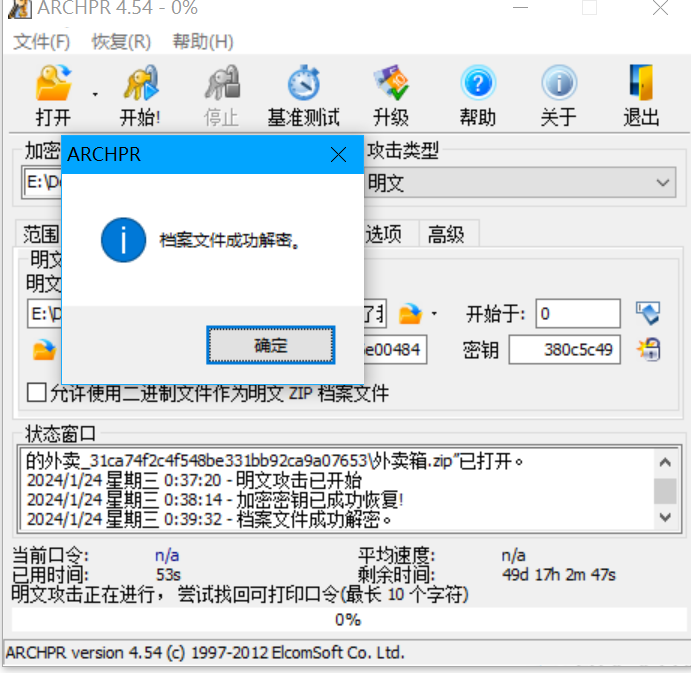 ARCHPR 4.54 - 0%
文件(F) 恢复(R) 帮助(H)
打开 开始! 停止 基准测试 升级 帮助 关于 退出
加密 攻击类型
E:\D 明文
ARCHPR
档案文件成功解密。
确定
范围 选项 高级
明文
明文
E:\D 开始于: 0
e00484 密钥 380c5c49
允许使用二进制文件作为明文 ZIP 档案文件
状态窗口
的外卖_31ca74f2c4f548be331bb92ca9a07653\外卖箱.zip"已打开。
2024/1/24 星期三 0:37:20 - 明文攻击已开始
2024/1/24 星期三 0:38:14 - 加密密钥已成功恢复!
2024/1/24 星期三 0:39:32 - 档案文件成功解密。
当前口令: n/a 平均速度: n/a
已用时间: 53s 剩余时间: 49d 17h 2m 47s
明文攻击正在进行，尝试找回可打印口令(最长 10 个字符)
0%
ARCHPR version 4.54 (c) 1997-2012 ElcomSoft Co. Ltd.